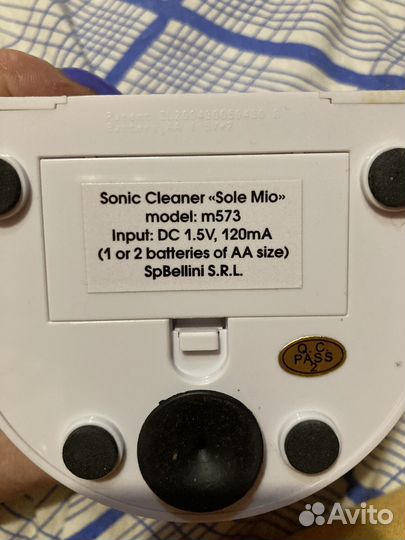 Sonic Cleaner «Sole Mio»
model: m573
Input: DC 1.5V, 120mA
(1 or 2 batteries of AA size)
SpBellini S.R.L.
Q.C.
PASS
2
Avito